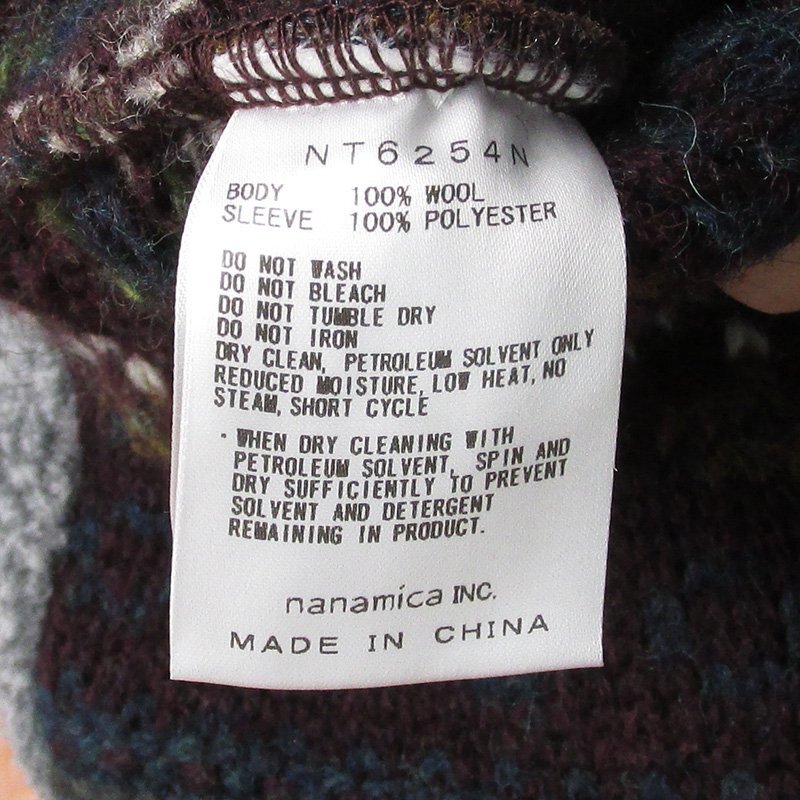 NT6254N
BODY 100% WOOL
SLEEVE 100% POLYESTER
DO NOT WASH
DO NOT BLEACH
DO NOT TUMBLE DRY
DO NOT IRON
DRY CLEAN, PETROLEUM SOLVENT ONLY
REDUCED MOISTURE, LOW HEAT, NO
STEAM, SHORT CYCLE
・WHEN DRY CLEANING WITH
PETROLEUM SOLVENT, SPIN AND
DRY SUFFICIENTLY TO PREVENT
SOLVENT AND DETERGENT
REMAINING IN PRODUCT.
nanamica INC.
MADE IN CHINA